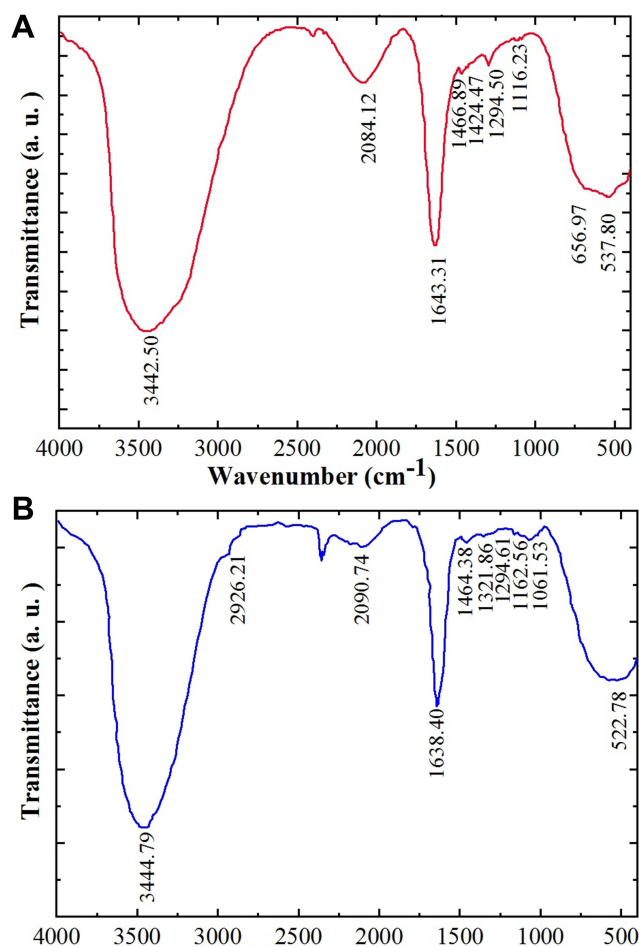 A
Transmittance (a. u.)
3442.50
2084.12
1643.31
1466.89
1424.47
1294.50
1116.23
656.97
537.80
4000 3500 3000 2500 2000 1500 1000 500
Wavenumber (cm-1)
B
Transmittance (a. u.)
3444.79
2926.21
2090.74
1638.40
1464.38
1321.86
1294.61
1162.56
1061.53
522.78
4000 3500 3000 2500 2000 1500 1000 500